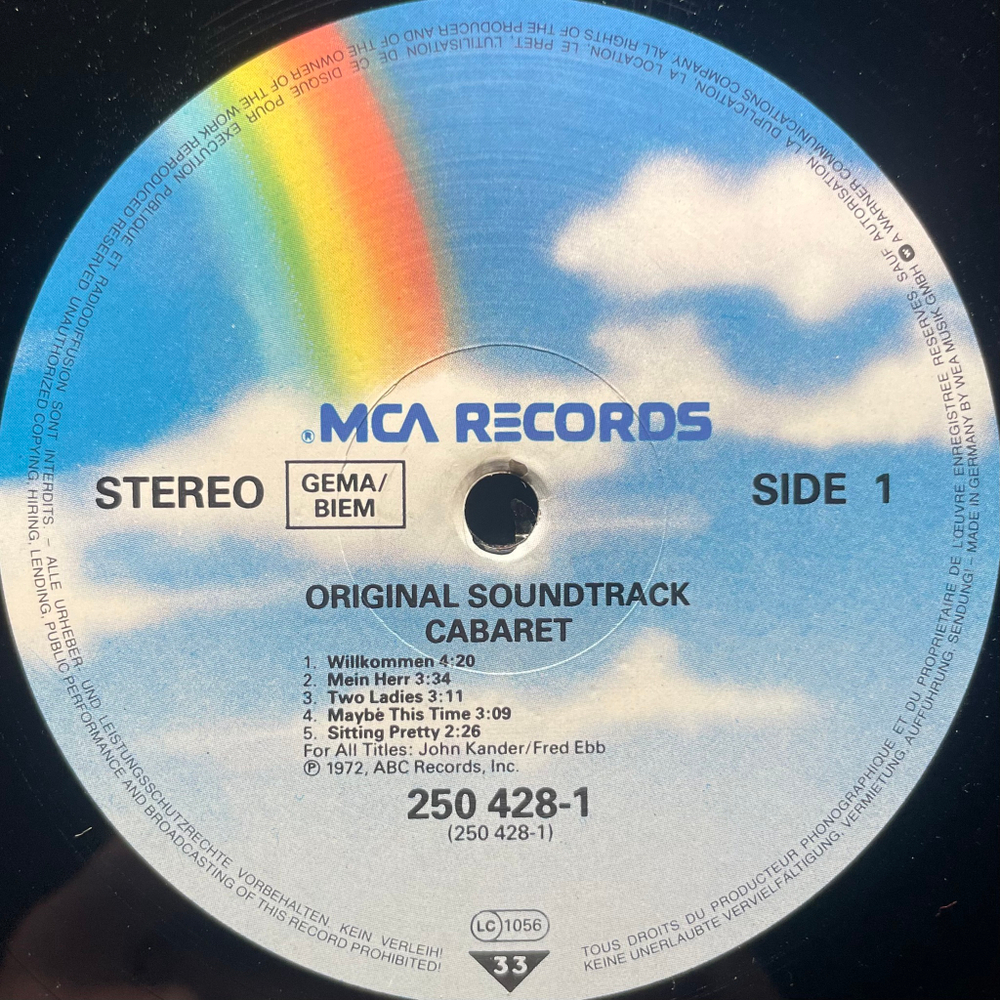 ® MCA RECORDS
STEREO
GEMA/
BIEM
SIDE 1
ORIGINAL SOUNDTRACK
CABARET
1. Willkommen 4:20
2. Mein Herr 3:34
3. Two Ladies 3:11
4. Maybe This Time 3:09
5. Sitting Pretty 2:26
For All Titles: John Kander/Fred Ebb
℗ 1972, ABC Records, Inc.
250 428-1
(250 428-1)
LC 1056
33
TOUS DROITS DU PRODUCTEUR PHONOGRAPHIQUE ET DU PROPRIETAIRE DE L'ŒUVRE ENREGISTREE RESERVES. SAUF AUTORISATION, LA DUPLICATION, LA LOCATION, LE PRET, L'UTILISATION DE CE DISQUE POUR EXECUTION PUBLIQUE ET RADIODIFFUSION SONT INTERDITS. – ALLE URHEBER- UND LEISTUNGSSCHUTZRECHTE VORBEHALTEN. KEIN VERLEIH!
KEINE UNERLAUBTE VERVIELFÄLTIGUNG, VERMIETUNG, AUFFÜHRUNG, SENDUNG! – MADE IN GERMANY BY WEA MUSIK GMBH A WARNER COMMUNICATIONS COMPANY. ALL RIGHTS OF THE PRODUCER AND OF THE OWNER OF THE WORK REPRODUCED RESERVED UNAUTHORIZED COPYING, HIRING, LENDING, PUBLIC PERFORMANCE AND BROADCASTING OF THIS RECORD PROHIBITED!